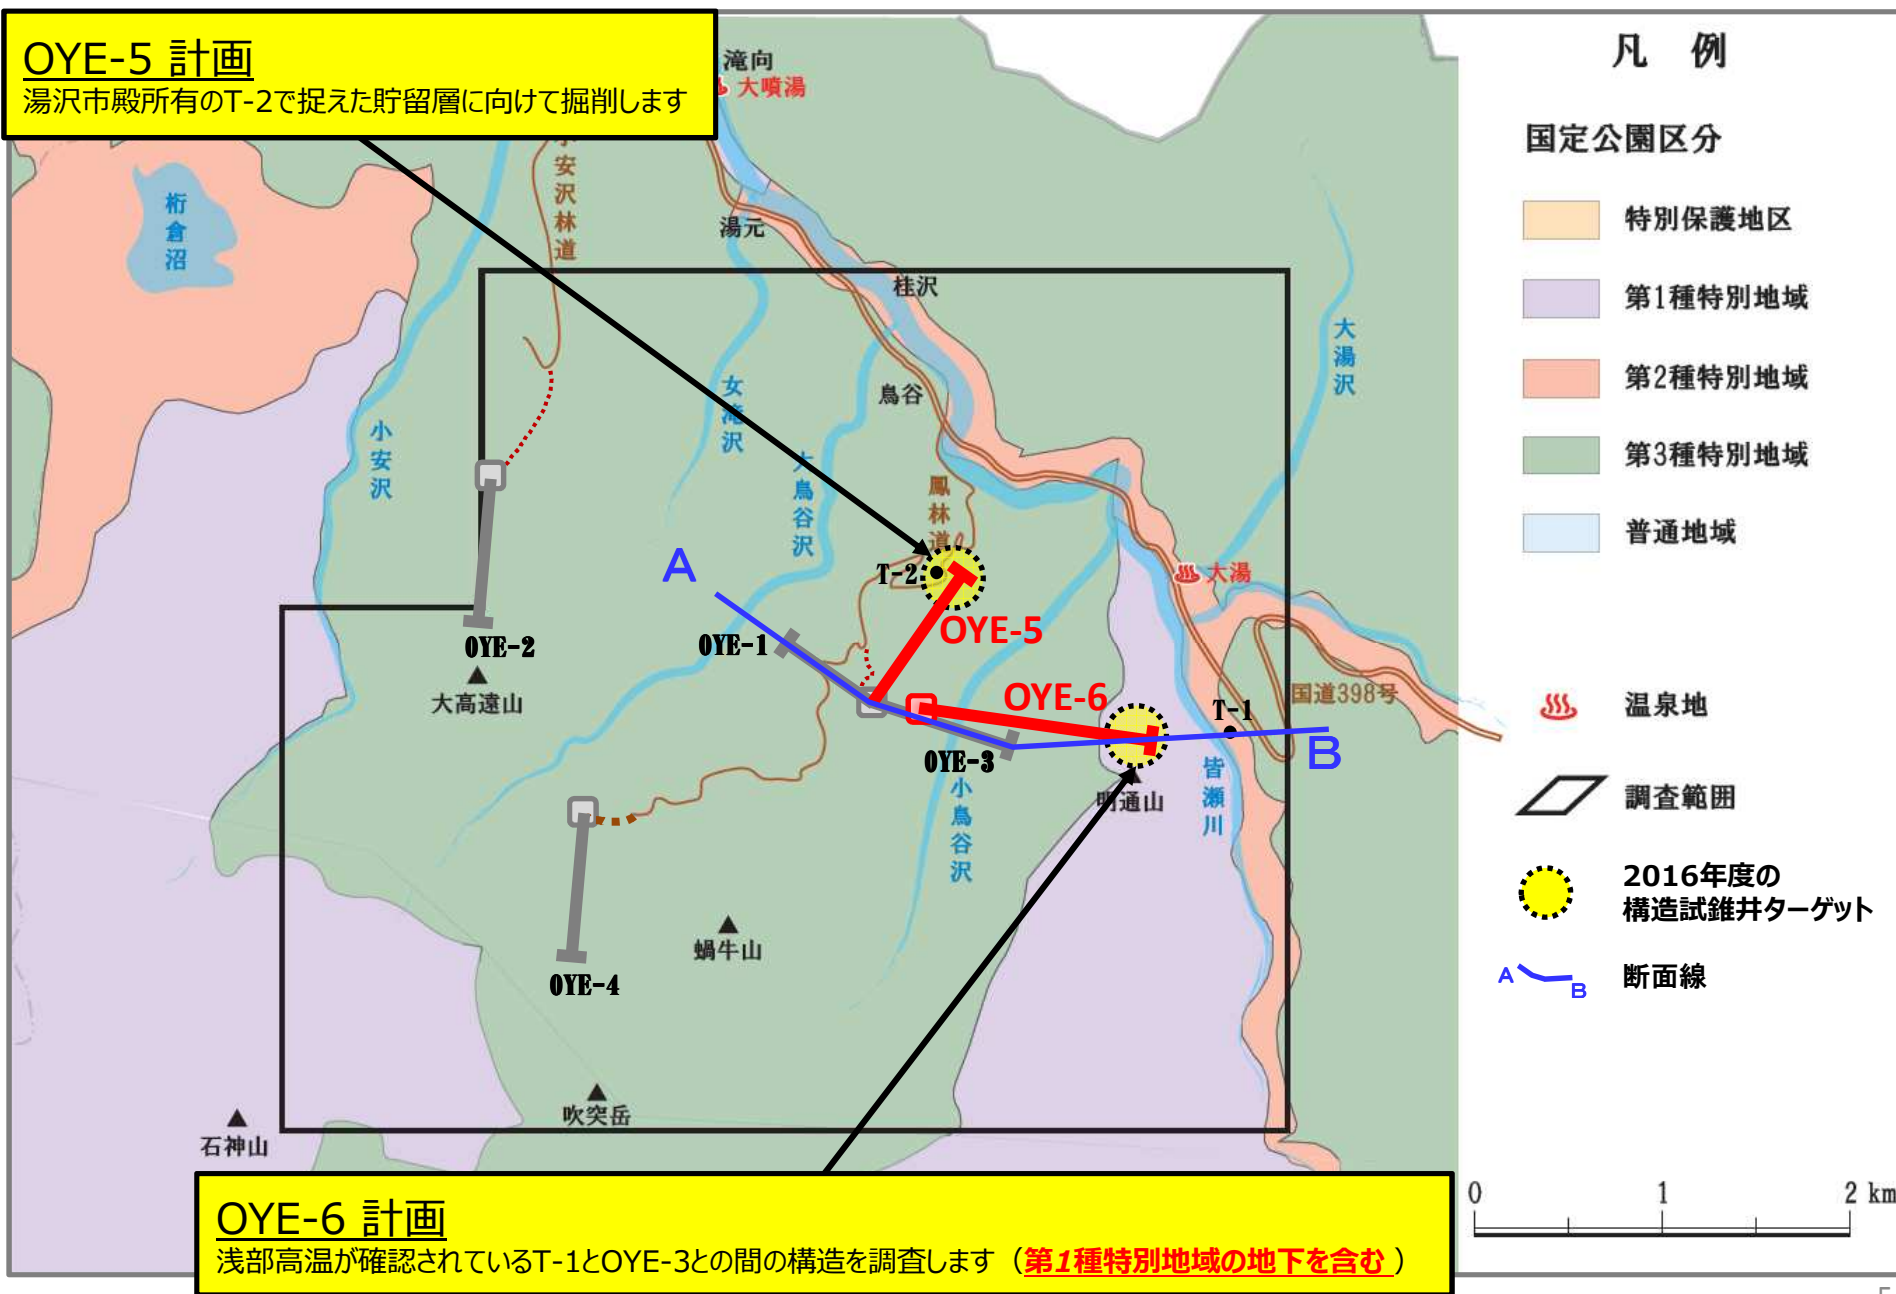 OYE-5 計画
湯沢市殿所有のT-2で捉えた貯留層に向けて掘削します
滝向
大噴湯
小安沢林道
桁倉沼
湯元
桂沢
大湯沢
鳥谷
女滝沢
小安沢
大鳥谷沢
鳳林道
T-2
大湯
A
OYE-5
OYE-1
OYE-2
大高遠山
OYE-6
国道398号
T-1
B
OYE-3
明通山
皆瀬川
小鳥谷沢
蝸牛山
OYE-4
吹突岳
石神山
OYE-6 計画
浅部高温が確認されているT-1とOYE-3との間の構造を調査します（第1種特別地域の地下を含む）
凡 例
国定公園区分
特別保護地区
第1種特別地域
第2種特別地域
第3種特別地域
普通地域
温泉地
調査範囲
2016年度の
構造試錐井ターゲット
A B 断面線
0 1 2 km